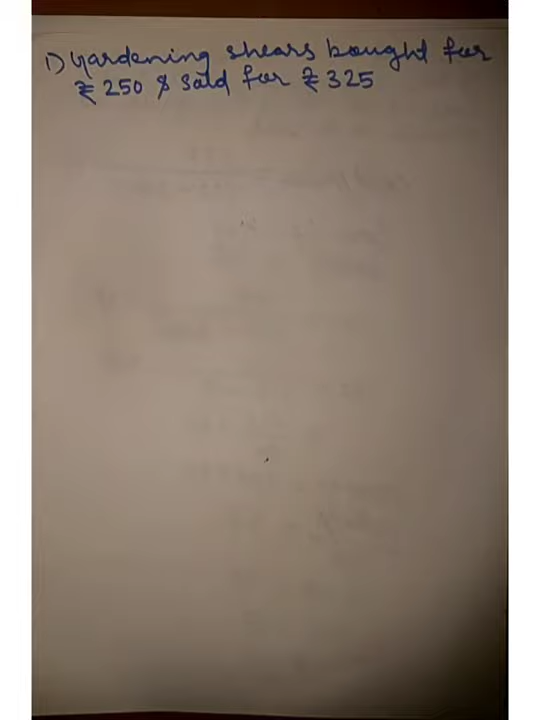 1) Gardening shears bought for
₹ 250 & sold for ₹ 325